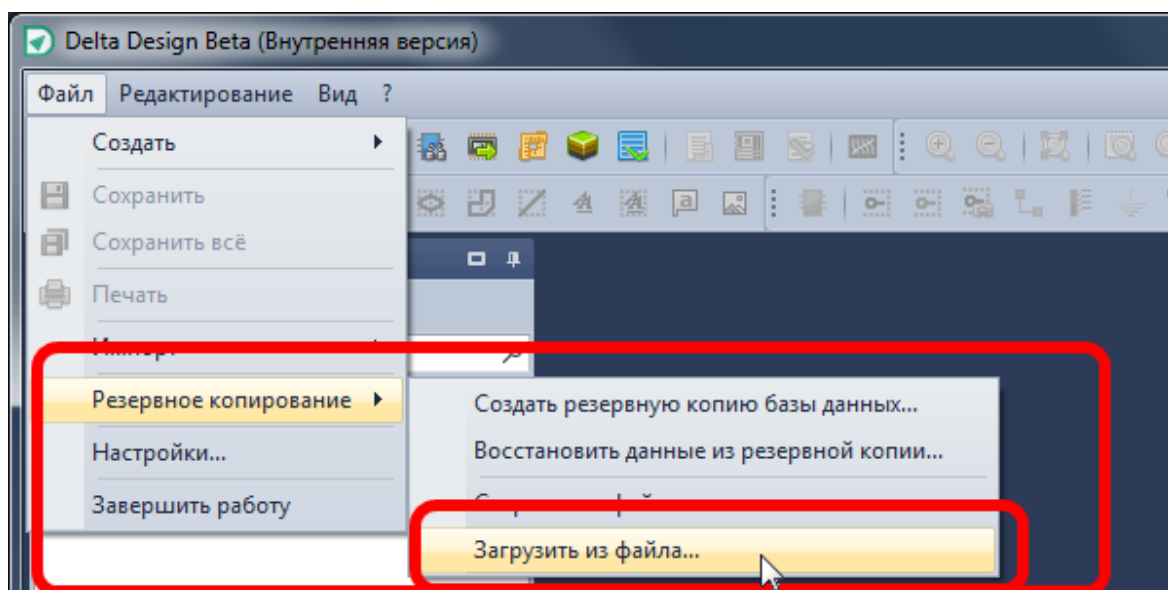 Delta Design Beta (Внутренняя версия)
Файл Редактирование Вид ?
Создать
Сохранить
Сохранить всё
Печать
Резервное копирование
Создать резервную копию базы данных...
Настройки...
Восстановить данные из резервной копии...
Завершить работу
Загрузить из файла...